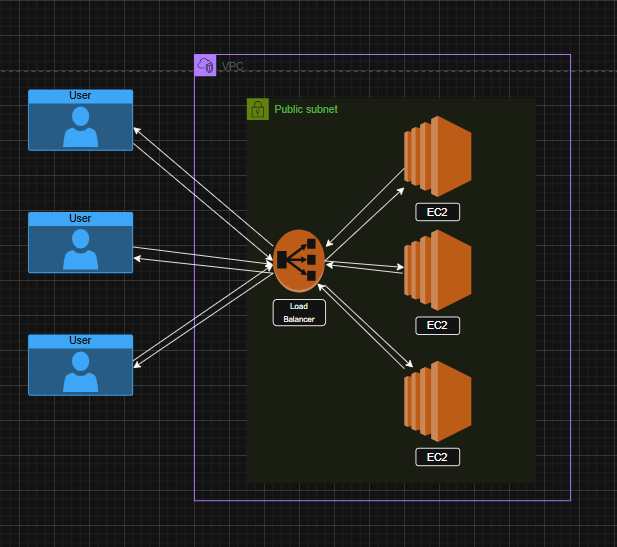 VPC
User
Public subnet
EC2
User
Load
Balancer
EC2
User
EC2